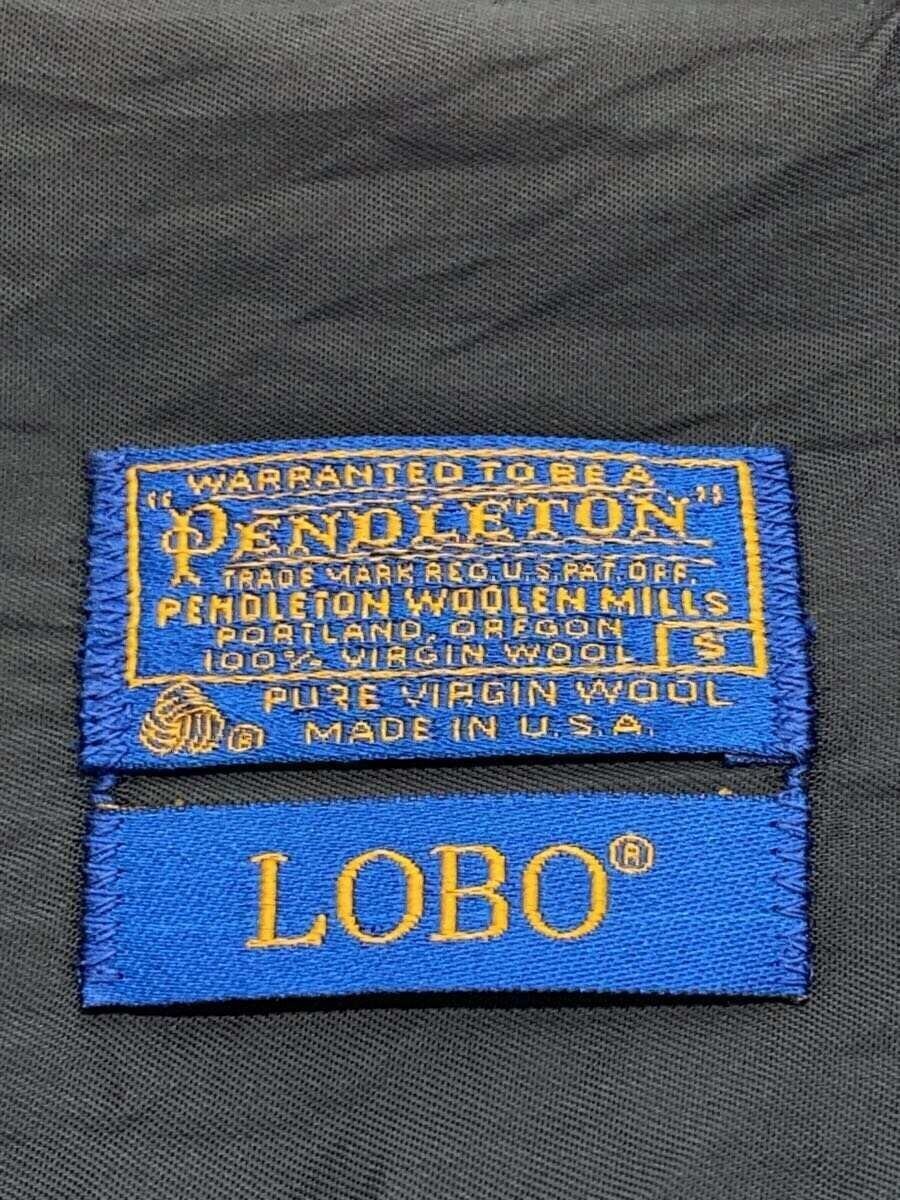 WARRANTED TO BE A
"PENDLETON"
TRADE MARK REG. U.S. PAT. OFF.
PENDLETON WOOLEN MILLS
PORTLAND, OREGON
100% VIRGIN WOOL S
PURE VIRGIN WOOL
® MADE IN U.S.A.
LOBO®